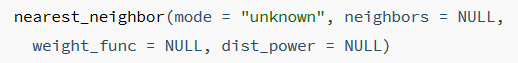 nearest_neighbor(mode = "unknown", neighbors = NULL,
weight_func = NULL, dist_power = NULL)